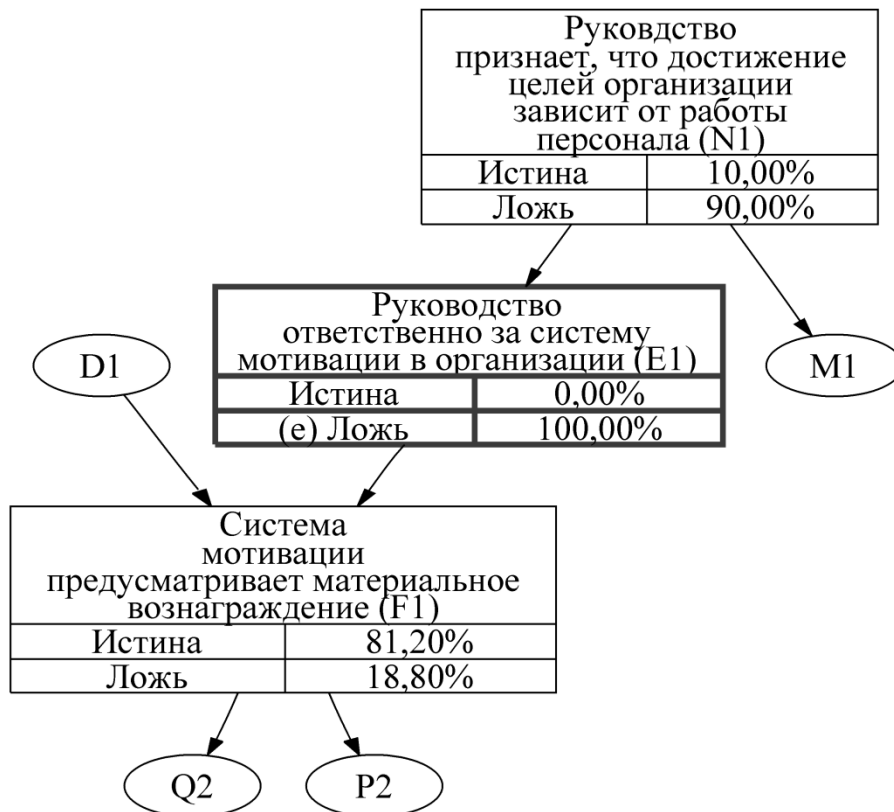 Руковдство
признает, что достижение
целей организации
зависит от работы
персонала (N1)
Истина 10,00%
Ложь 90,00%
Руководство
ответственно за систему
мотивации в организации (E1)
Истина 0,00%
(e) Ложь 100,00%
D1
M1
Система
мотивации
предусматривает материальное
вознаграждение (F1)
Истина 81,20%
Ложь 18,80%
Q2
P2